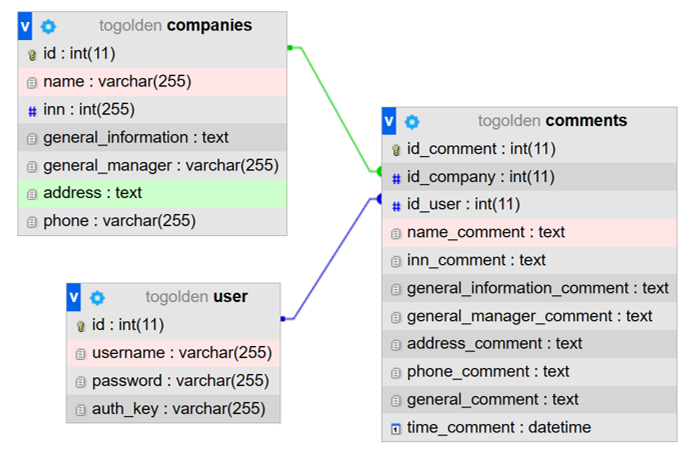 v togolden companies
id : int(11)
name : varchar(255)
# inn : int(255)
general_information : text
general_manager : varchar(255)
address : text
phone : varchar(255)
v togolden user
id : int(11)
username : varchar(255)
password : varchar(255)
auth_key : varchar(255)
v togolden comments
id_comment : int(11)
# id_company : int(11)
# id_user : int(11)
name_comment : text
inn_comment : text
general_information_comment : text
general_manager_comment : text
address_comment : text
phone_comment : text
general_comment : text
time_comment : datetime